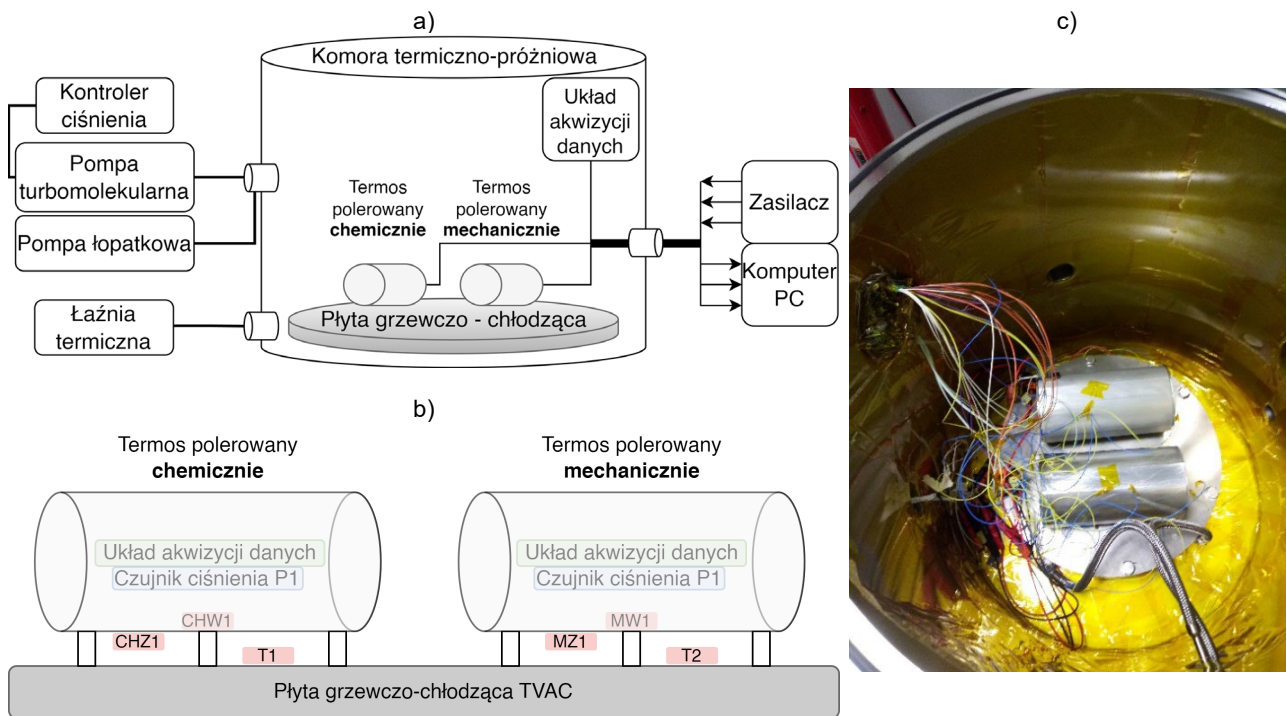 a)
Komora termiczno-próżniowa
Kontroler
ciśnienia
Pompa
turbomolekularna
Pompa łopatkowa
Łaźnia
termiczna
Układ
akwizycji
danych
Termos
polerowany
chemicznie
Termos
polerowany
mechanicznie
Płyta grzewczo - chłodząca
Zasilacz
Komputer
PC
b)
Termos polerowany
chemicznie
Układ akwizycji danych
Czujnik ciśnienia P1
CHW1
CHZ1
T1
Termos polerowany
mechanicznie
Układ akwizycji danych
Czujnik ciśnienia P1
MW1
MZ1
T2
Płyta grzewczo-chłodząca TVAC
c)